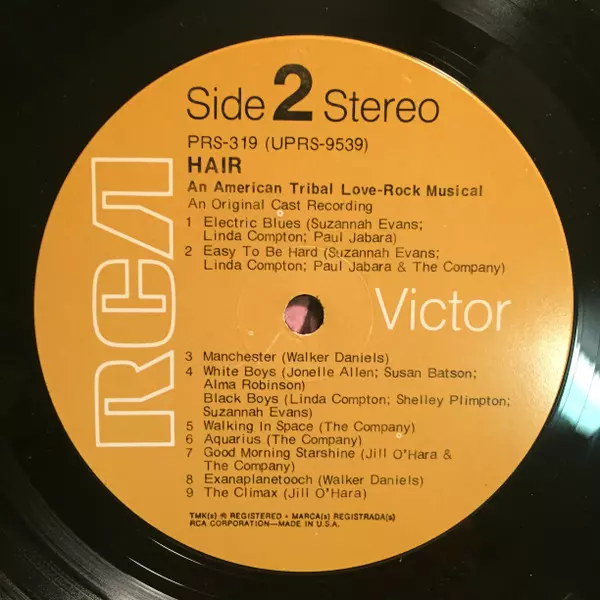 Side 2 Stereo
PRS-319 (UPRS-9539)
HAIR
An American Tribal Love-Rock Musical
An Original Cast Recording
1 Electric Blues (Suzannah Evans;
Linda Compton; Paul Jabara)
2 Easy To Be Hard (Suzannah Evans;
Linda Compton; Paul Jabara & The Company)
RCA
Victor
3 Manchester (Walker Daniels)
4 White Boys (Jonelle Allen; Susan Batson;
Alma Robinson)
Black Boys (Linda Compton; Shelley Plimpton;
Suzannah Evans)
5 Walking In Space (The Company)
6 Aquarius (The Company)
7 Good Morning Starshine (Jill O'Hara &
The Company)
8 Exanaplanetooch (Walker Daniels)
9 The Climax (Jill O'Hara)
TMK(s) ® REGISTERED • MARCA(s) REGISTRADA(s)
RCA CORPORATION—MADE IN U.S.A.